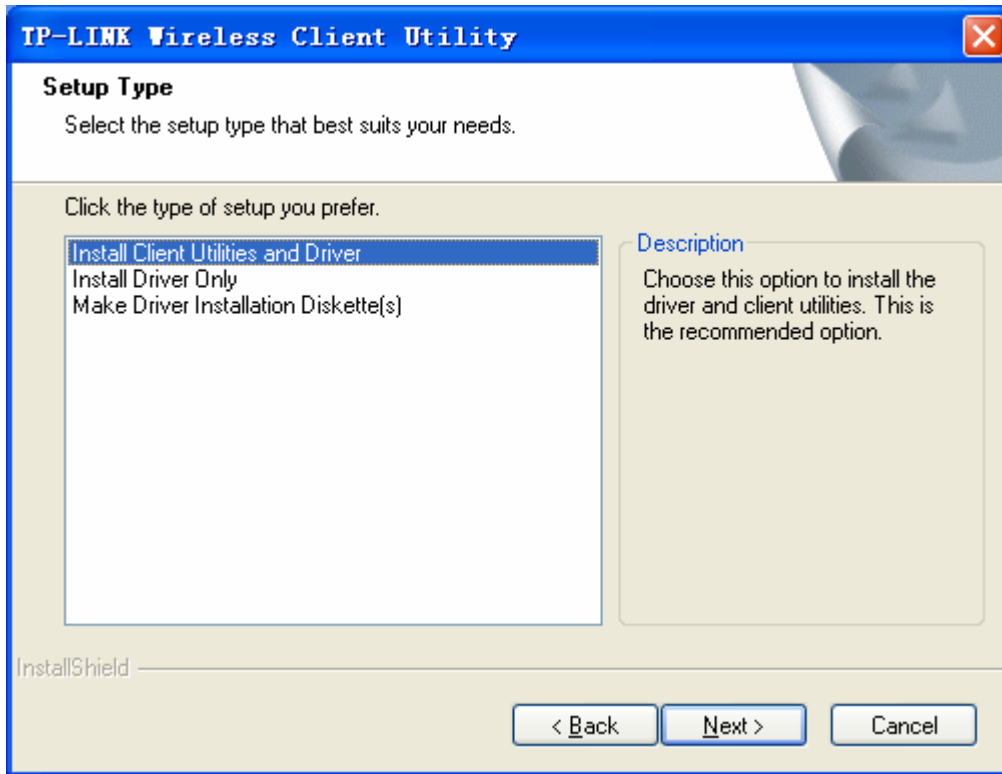 TP-LINK Wireless Client Utility
Setup Type
Select the setup type that best suits your needs.
Click the type of setup you prefer.
Install Client Utilities and Driver
Install Driver Only
Make Driver Installation Diskette(s)
Description
Choose this option to install the
driver and client utilities. This is
the recommended option.
InstallShield
< Back
Next >
Cancel